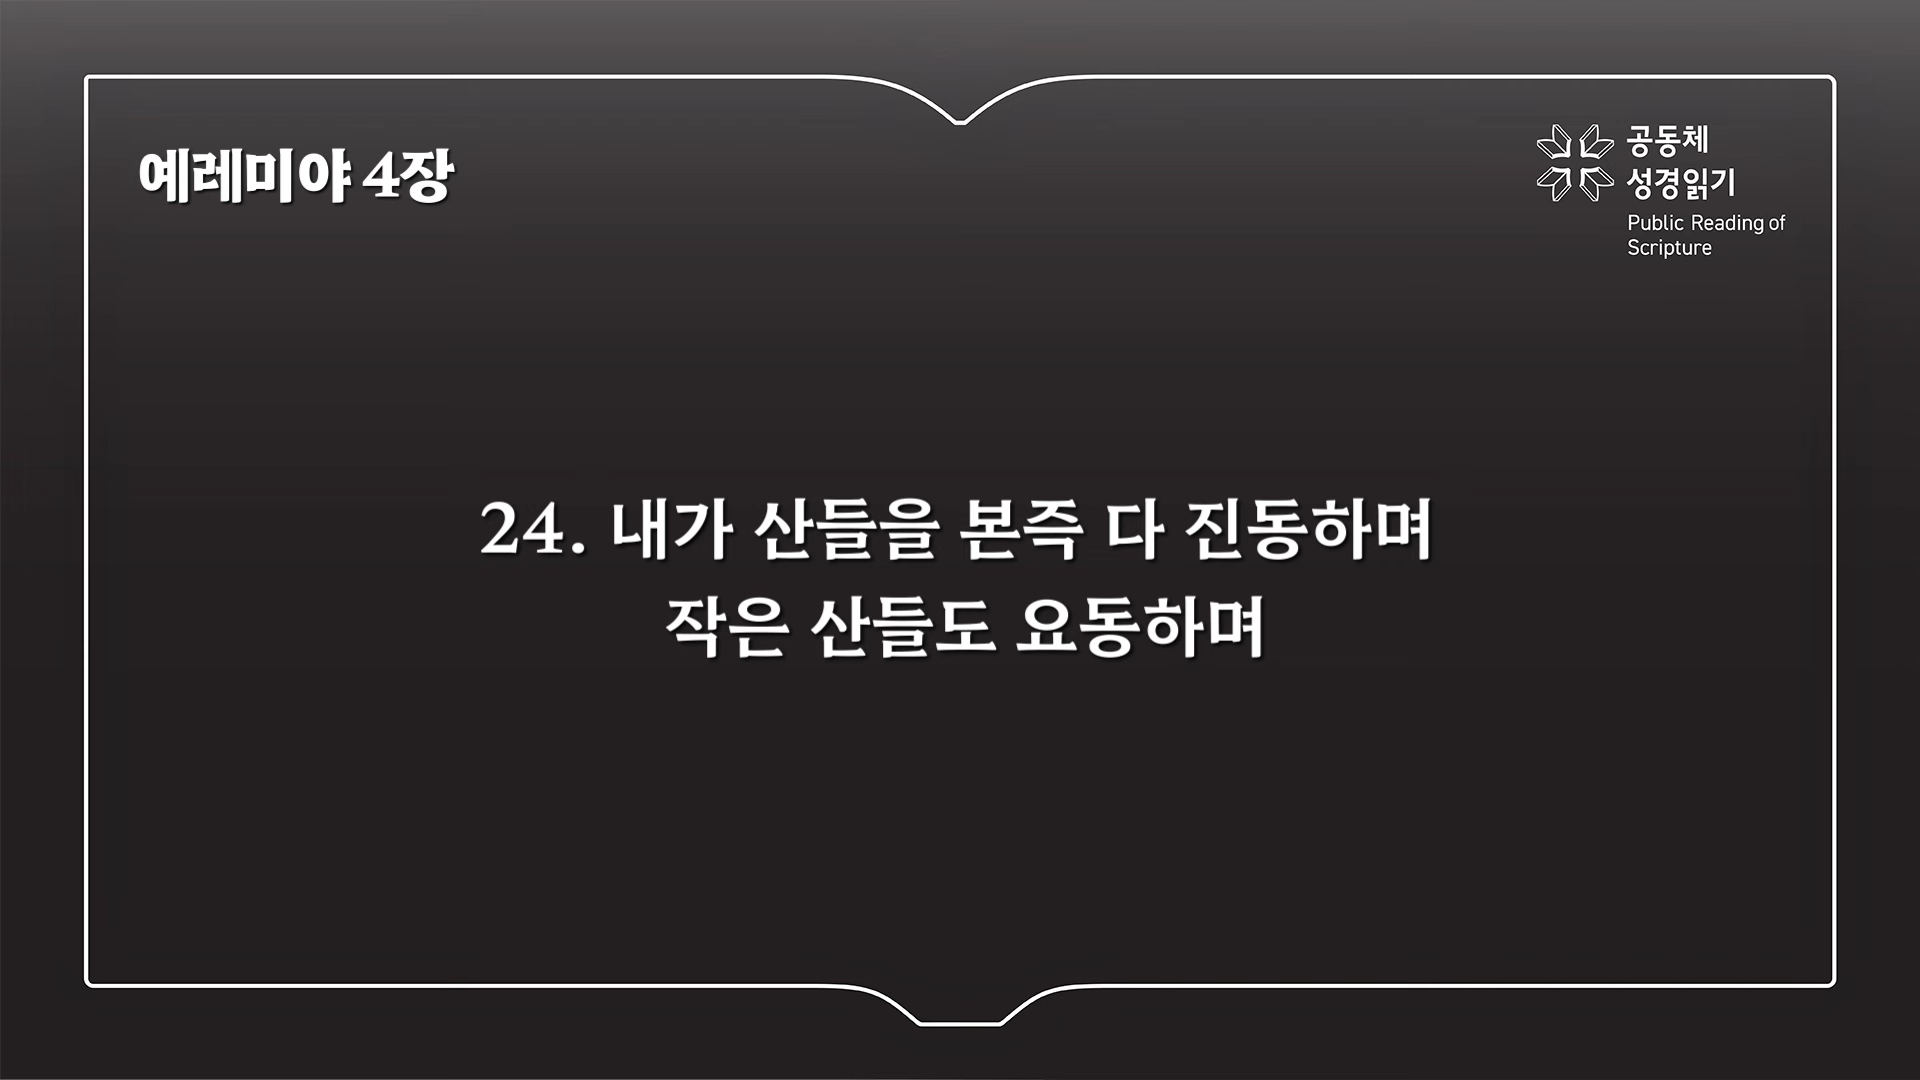 예레미야 4장
공동체
성경읽기
Public Reading of
Scripture
24. 내가 산들을 본즉 다 진동하며
작은 산들도 요동하며